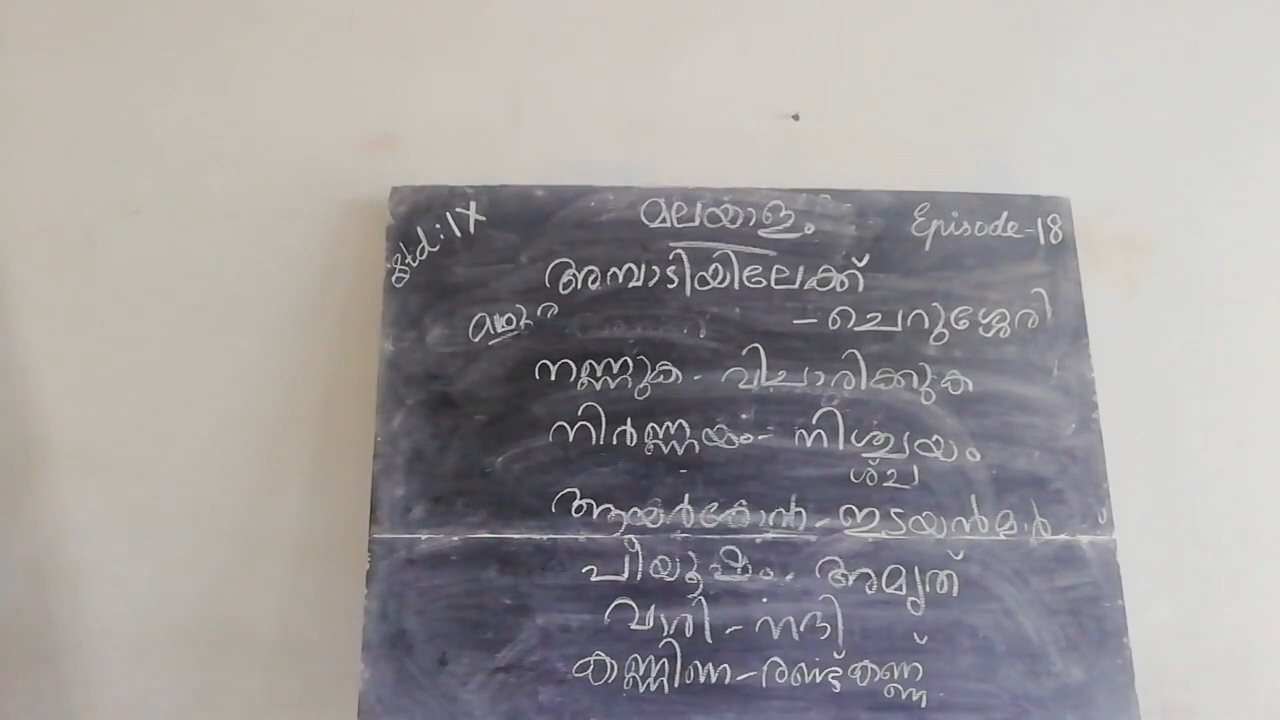 Std: IX മലയാളം Episode-18
അമ്പാടിയിലേക്ക്
- ചെറുശ്ശേരി
നണ്ണുക - വിചാരിക്കുക
നിർണ്ണയം - നിശ്ചയം
ശ്ച
ആയർകോൻ - ഇടയൻമാർ
പീയൂഷം - അമൃത്
വാരി - നദി
കണ്ണിണ - രണ്ട് കണ്ണ്